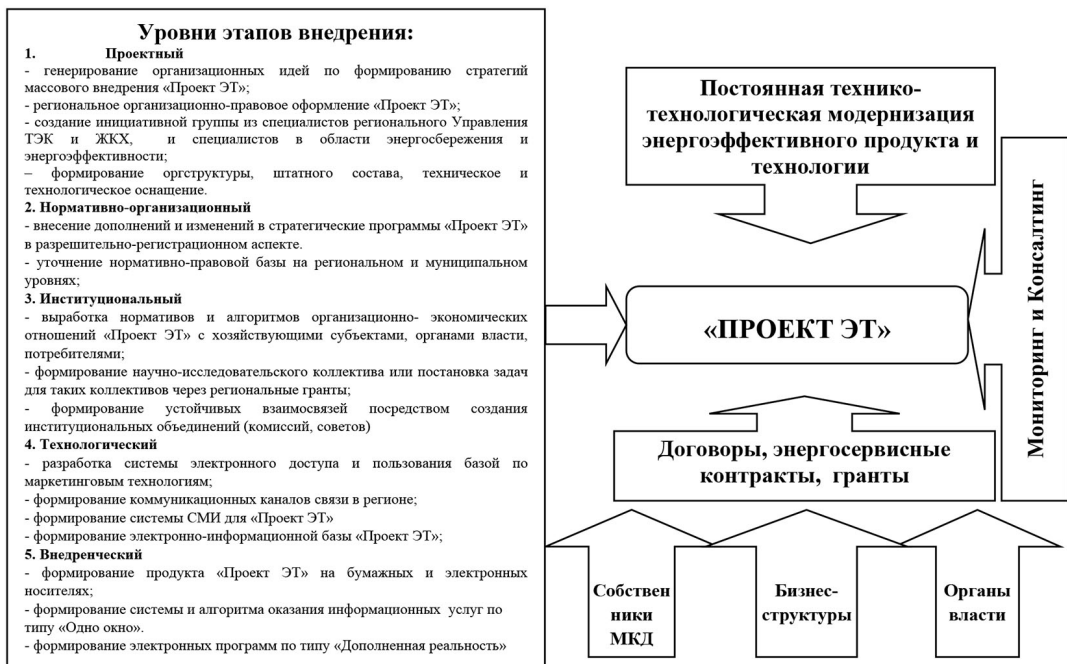 Уровни этапов внедрения:
1. Проектный
- генерирование организационных идей по формированию стратегий
массового внедрения «Проект ЭТ»;
- региональное организационно-правовое оформление «Проект ЭТ»;
- создание инициативной группы из специалистов регионального Управления
ТЭК и ЖКХ, и специалистов в области энергосбережения и
энергоэффективности;
– формирование оргструктуры, штатного состава, техническое и
технологическое оснащение.
2. Нормативно-организационный
- внесение дополнений и изменений в стратегические программы «Проект ЭТ»
в разрешительно-регистрационном аспекте.
- уточнение нормативно-правовой базы на региональном и муниципальном
уровнях;
3. Институциональный
- выработка нормативов и алгоритмов организационно- экономических
отношений «Проект ЭТ» с хозяйствующими субъектами, органами власти,
потребителями;
- формирование научно-исследовательского коллектива или постановка задач
для таких коллективов через региональные гранты;
- формирование устойчивых взаимосвязей посредством создания
институциональных объединений (комиссий, советов)
4. Технологический
- разработка системы электронного доступа и пользования базой по
маркетинговым технологиям;
- формирование коммуникационных каналов связи в регионе;
- формирование системы СМИ для «Проект ЭТ»
- формирование электронно-информационной базы «Проект ЭТ»;
5. Внедренческий
- формирование продукта «Проект ЭТ» на бумажных и электронных
носителях;
- формирование системы и алгоритма оказания информационных услуг по
типу «Одно окно».
- формирование электронных программ по типу «Дополненная реальность»
Постоянная технико-
технологическая модернизация
энергоэффективного продукта и
технологии
«ПРОЕКТ ЭТ»
Мониторинг и Консалтинг
Договоры, энергосервисные
контракты, гранты
Собствен
ники
МКД
Бизнес-
структуры
Органы
власти